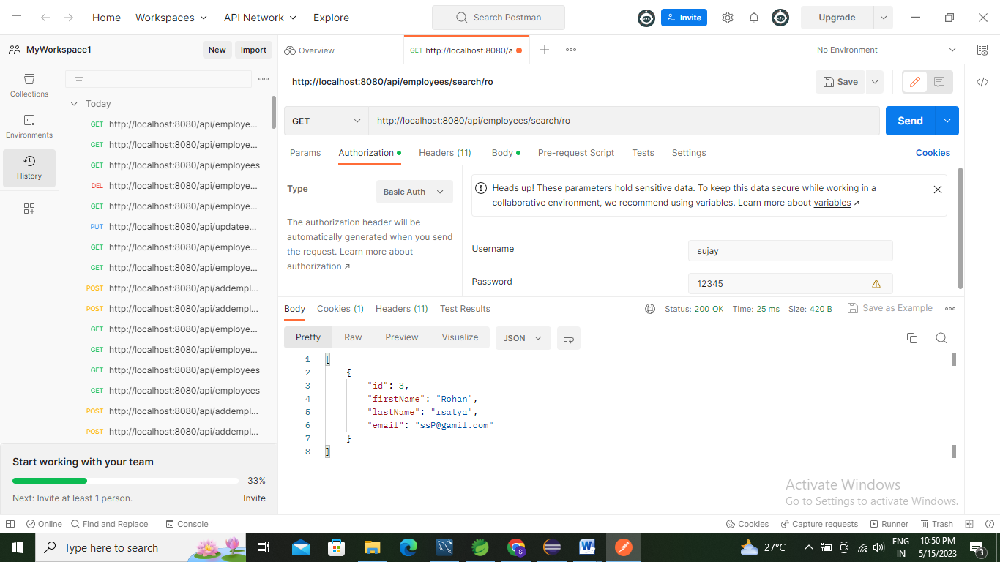 Home Workspaces API Network Explore Search Postman Invite Upgrade
MyWorkspace1 New Import Overview GET http://localhost:8080/a No Environment
http://localhost:8080/api/employees/search/ro Save
Collections
Environments
History
Today
GET http://localhost:8080/api/employe...
GET http://localhost:8080/api/employe...
GET http://localhost:8080/api/employees
DEL http://localhost:8080/api/employe...
GET http://localhost:8080/api/employe...
PUT http://localhost:8080/api/updatee...
GET http://localhost:8080/api/employe...
GET http://localhost:8080/api/employe...
POST http://localhost:8080/api/addempl...
POST http://localhost:8080/api/addempl...
GET http://localhost:8080/api/employe...
GET http://localhost:8080/api/employe...
GET http://localhost:8080/api/employees
GET http://localhost:8080/api/employees
POST http://localhost:8080/api/addempl...
POST http://localhost:8080/api/addempl...
Start working with your team
33%
Next: Invite at least 1 person. Invite
GET http://localhost:8080/api/employees/search/ro Send
Params Authorization Headers (11) Body Pre-request Script Tests Settings Cookies
Type Basic Auth
The authorization header will be
automatically generated when you send
the request. Learn more about
authorization ↗
Heads up! These parameters hold sensitive data. To keep this data secure while working in a
collaborative environment, we recommend using variables. Learn more about variables ↗
Username sujay
Password 12345
Body Cookies (1) Headers (11) Test Results Status: 200 OK Time: 25 ms Size: 420 B Save as Example
Pretty Raw Preview Visualize JSON
1 [
2 {
3 "id": 3,
4 "firstName": "Rohan",
5 "lastName": "rsatya",
6 "email": "ssP@gamil.com"
7 }
8 ]
Activate Windows
Go to Settings to activate Windows.
Online Find and Replace Console Cookies Capture requests Runner Trash
Type here to search 27°C ENG 10:50 PM
IN 5/15/2023 3